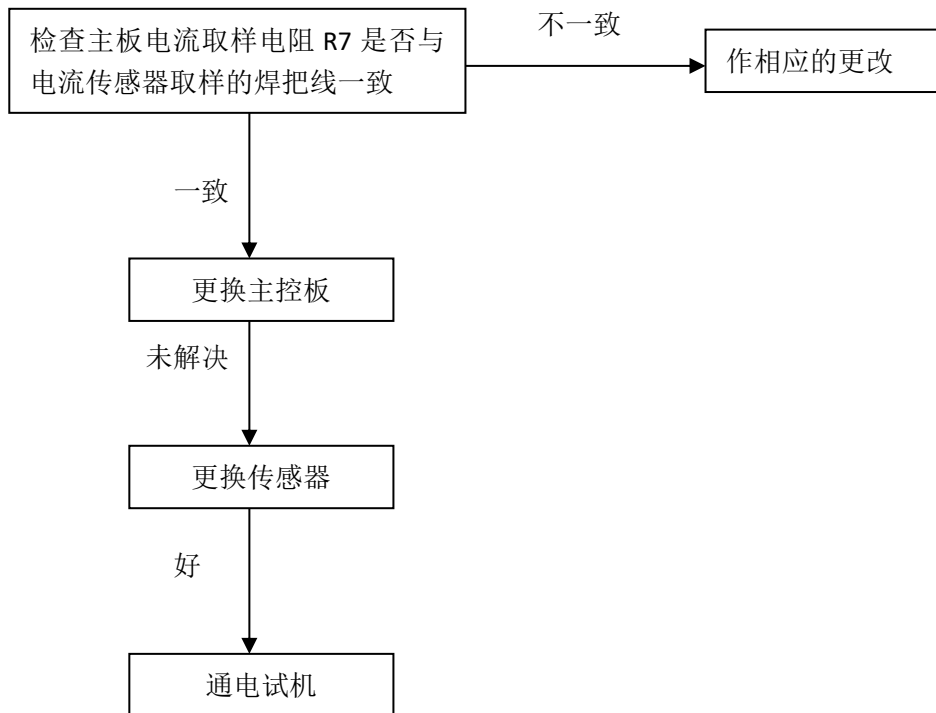 检查主板电流取样电阻 R7 是否与
电流传感器取样的焊把线一致
不一致
作相应的更改
一致
更换主控板
未解决
更换传感器
好
通电试机